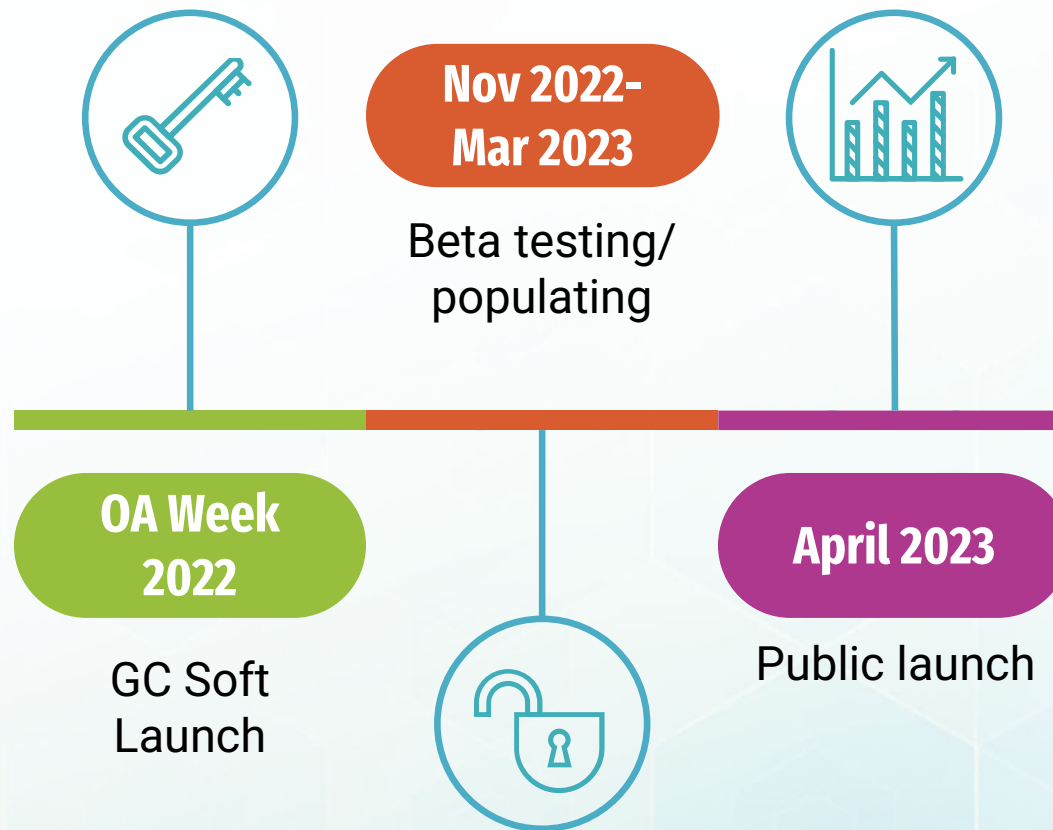 OA Week
2022
GC Soft
Launch
Nov 2022-
Mar 2023
Beta testing/
populating
April 2023
Public launch